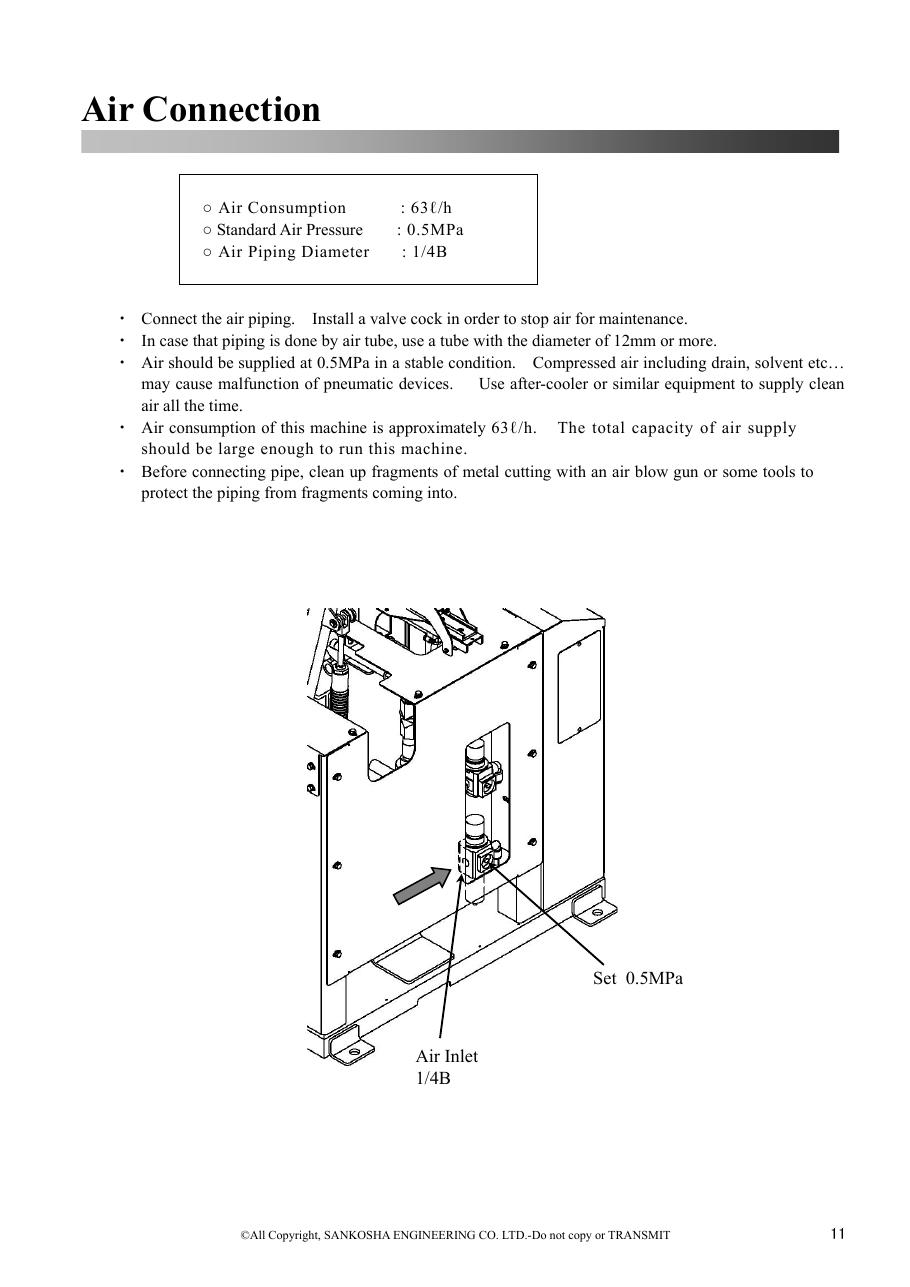 Air Connection
○ Air Consumption : 63ℓ/h
○ Standard Air Pressure : 0.5MPa
○ Air Piping Diameter : 1/4B
・ Connect the air piping. Install a valve cock in order to stop air for maintenance.
・ In case that piping is done by air tube, use a tube with the diameter of 12mm or more.
・ Air should be supplied at 0.5MPa in a stable condition. Compressed air including drain, solvent etc…
may cause malfunction of pneumatic devices. Use after-cooler or similar equipment to supply clean
air all the time.
・ Air consumption of this machine is approximately 63ℓ/h. The total capacity of air supply
should be large enough to run this machine.
・ Before connecting pipe, clean up fragments of metal cutting with an air blow gun or some tools to
protect the piping from fragments coming into.
Set 0.5MPa
Air Inlet
1/4B
©All Copyright, SANKOSHA ENGINEERING CO. LTD.-Do not copy or TRANSMIT
11